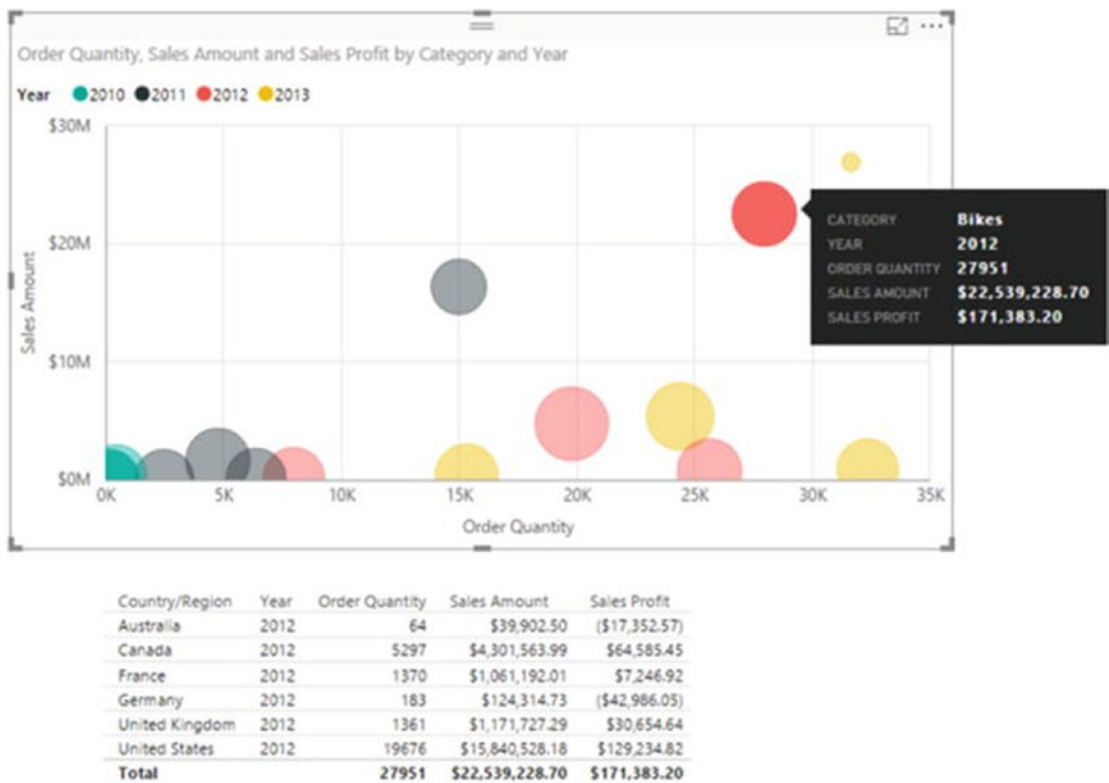 Order Quantity, Sales Amount and Sales Profit by Category and Year
Year 2010 2011 2012 2013
$30M
$20M
$10M
$0M
Sales Amount
0K 5K 10K 15K 20K 25K 30K 35K
Order Quantity
CATEGORY Bikes
YEAR 2012
ORDER QUANTITY 27951
SALES AMOUNT $22,539,228.70
SALES PROFIT $171,383.20
Country/Region Year Order Quantity Sales Amount Sales Profit
Australia 2012 64 $39,902.50 ($17,352.57)
Canada 2012 5297 $4,301,563.99 $64,585.45
France 2012 1370 $1,061,192.01 $7,246.92
Germany 2012 183 $124,314.73 ($42,986.05)
United Kingdom 2012 1361 $1,171,727.29 $30,654.64
United States 2012 19676 $15,840,528.18 $129,234.82
Total 27951 $22,539,228.70 $171,383.20